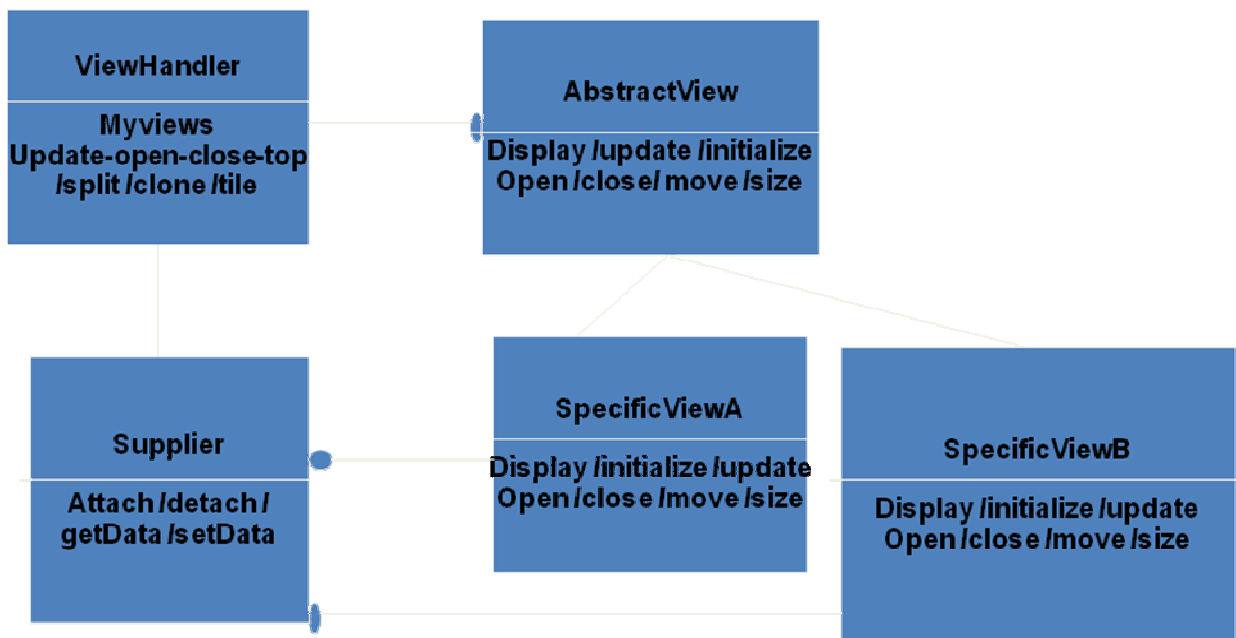 ViewHandler
Myviews
Update-open-close-top
/split /clone /tile
AbstractView
Display /update /initialize
Open /close/ move /size
Supplier
Attach /detach /
getData /setData
SpecificViewA
Display /initialize /update
Open /close /move /size
SpecificViewB
Display /initialize /update
Open /close /move /size